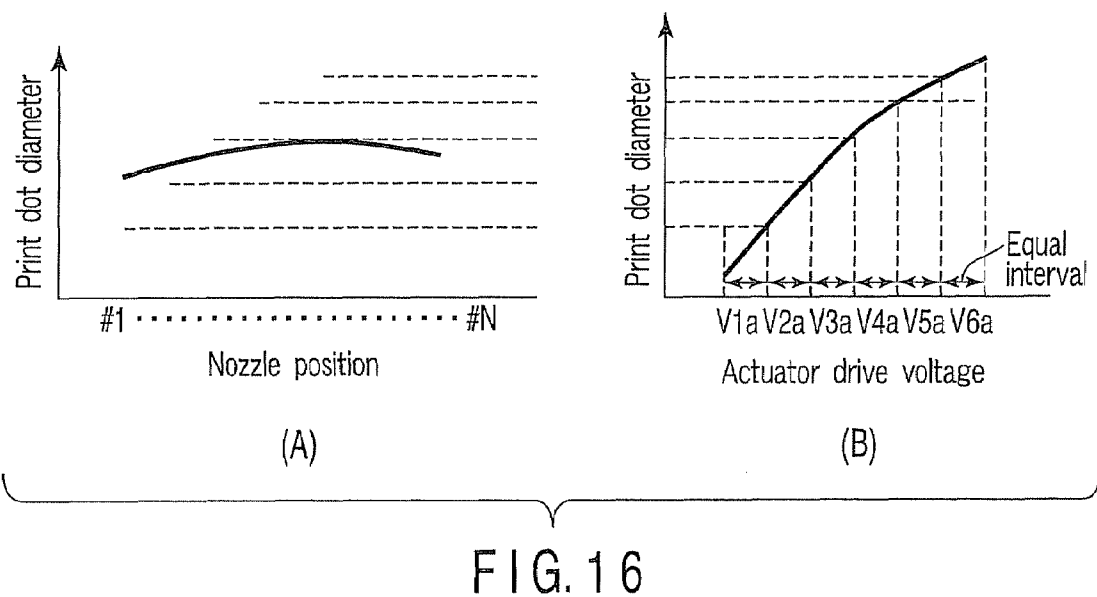 Print dot diameter
#1 ................ #N
Nozzle position
(A)
Print dot diameter
Equal
interval
V1a V2a V3a V4a V5a V6a
Actuator drive voltage
(B)
FIG. 16